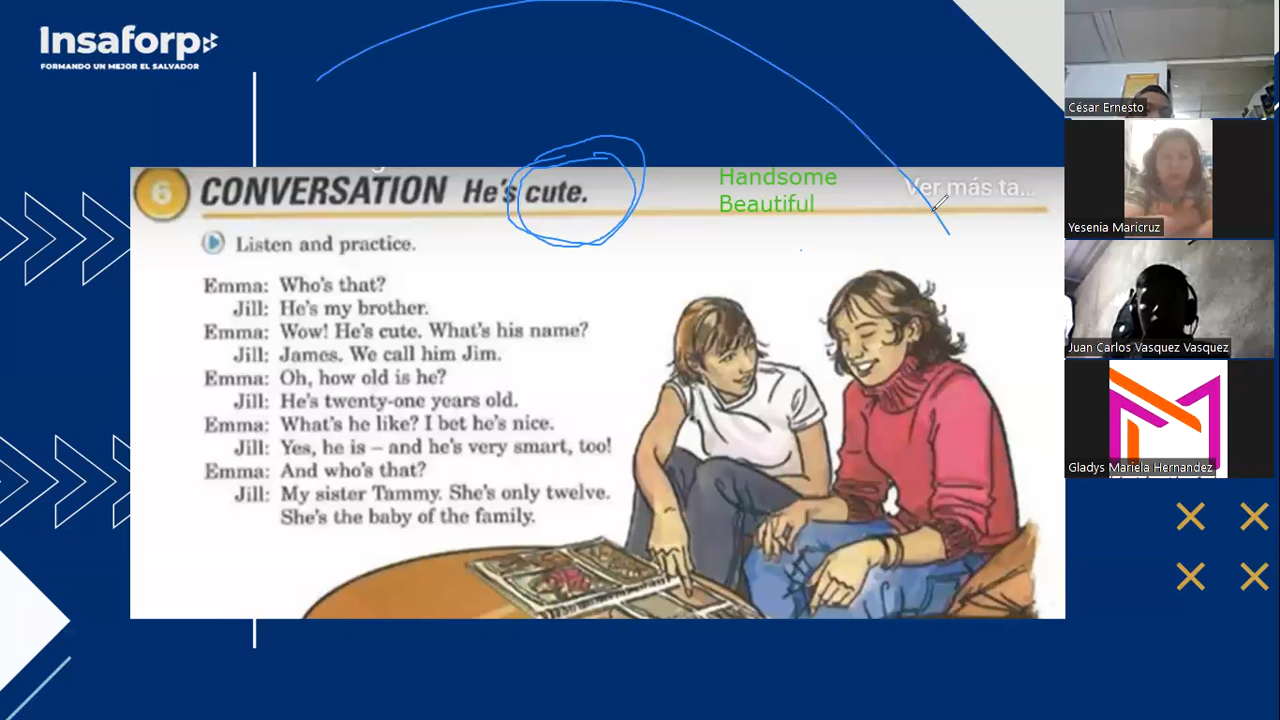 Insaforp
FORMANDO UN MEJOR EL SALVADOR
6 CONVERSATION He's cute.
Handsome
Beautiful
Ver más ta...
Listen and practice.
Emma: Who's that?
Jill: He's my brother.
Emma: Wow! He's cute. What's his name?
Jill: James. We call him Jim.
Emma: Oh, how old is he?
Jill: He's twenty-one years old.
Emma: What's he like? I bet he's nice.
Jill: Yes, he is – and he's very smart, too!
Emma: And who's that?
Jill: My sister Tammy. She's only twelve.
She's the baby of the family.
César Ernesto
Yesenia Maricruz
Juan Carlos Vasquez Vasquez
Gladys Mariela Hernandez